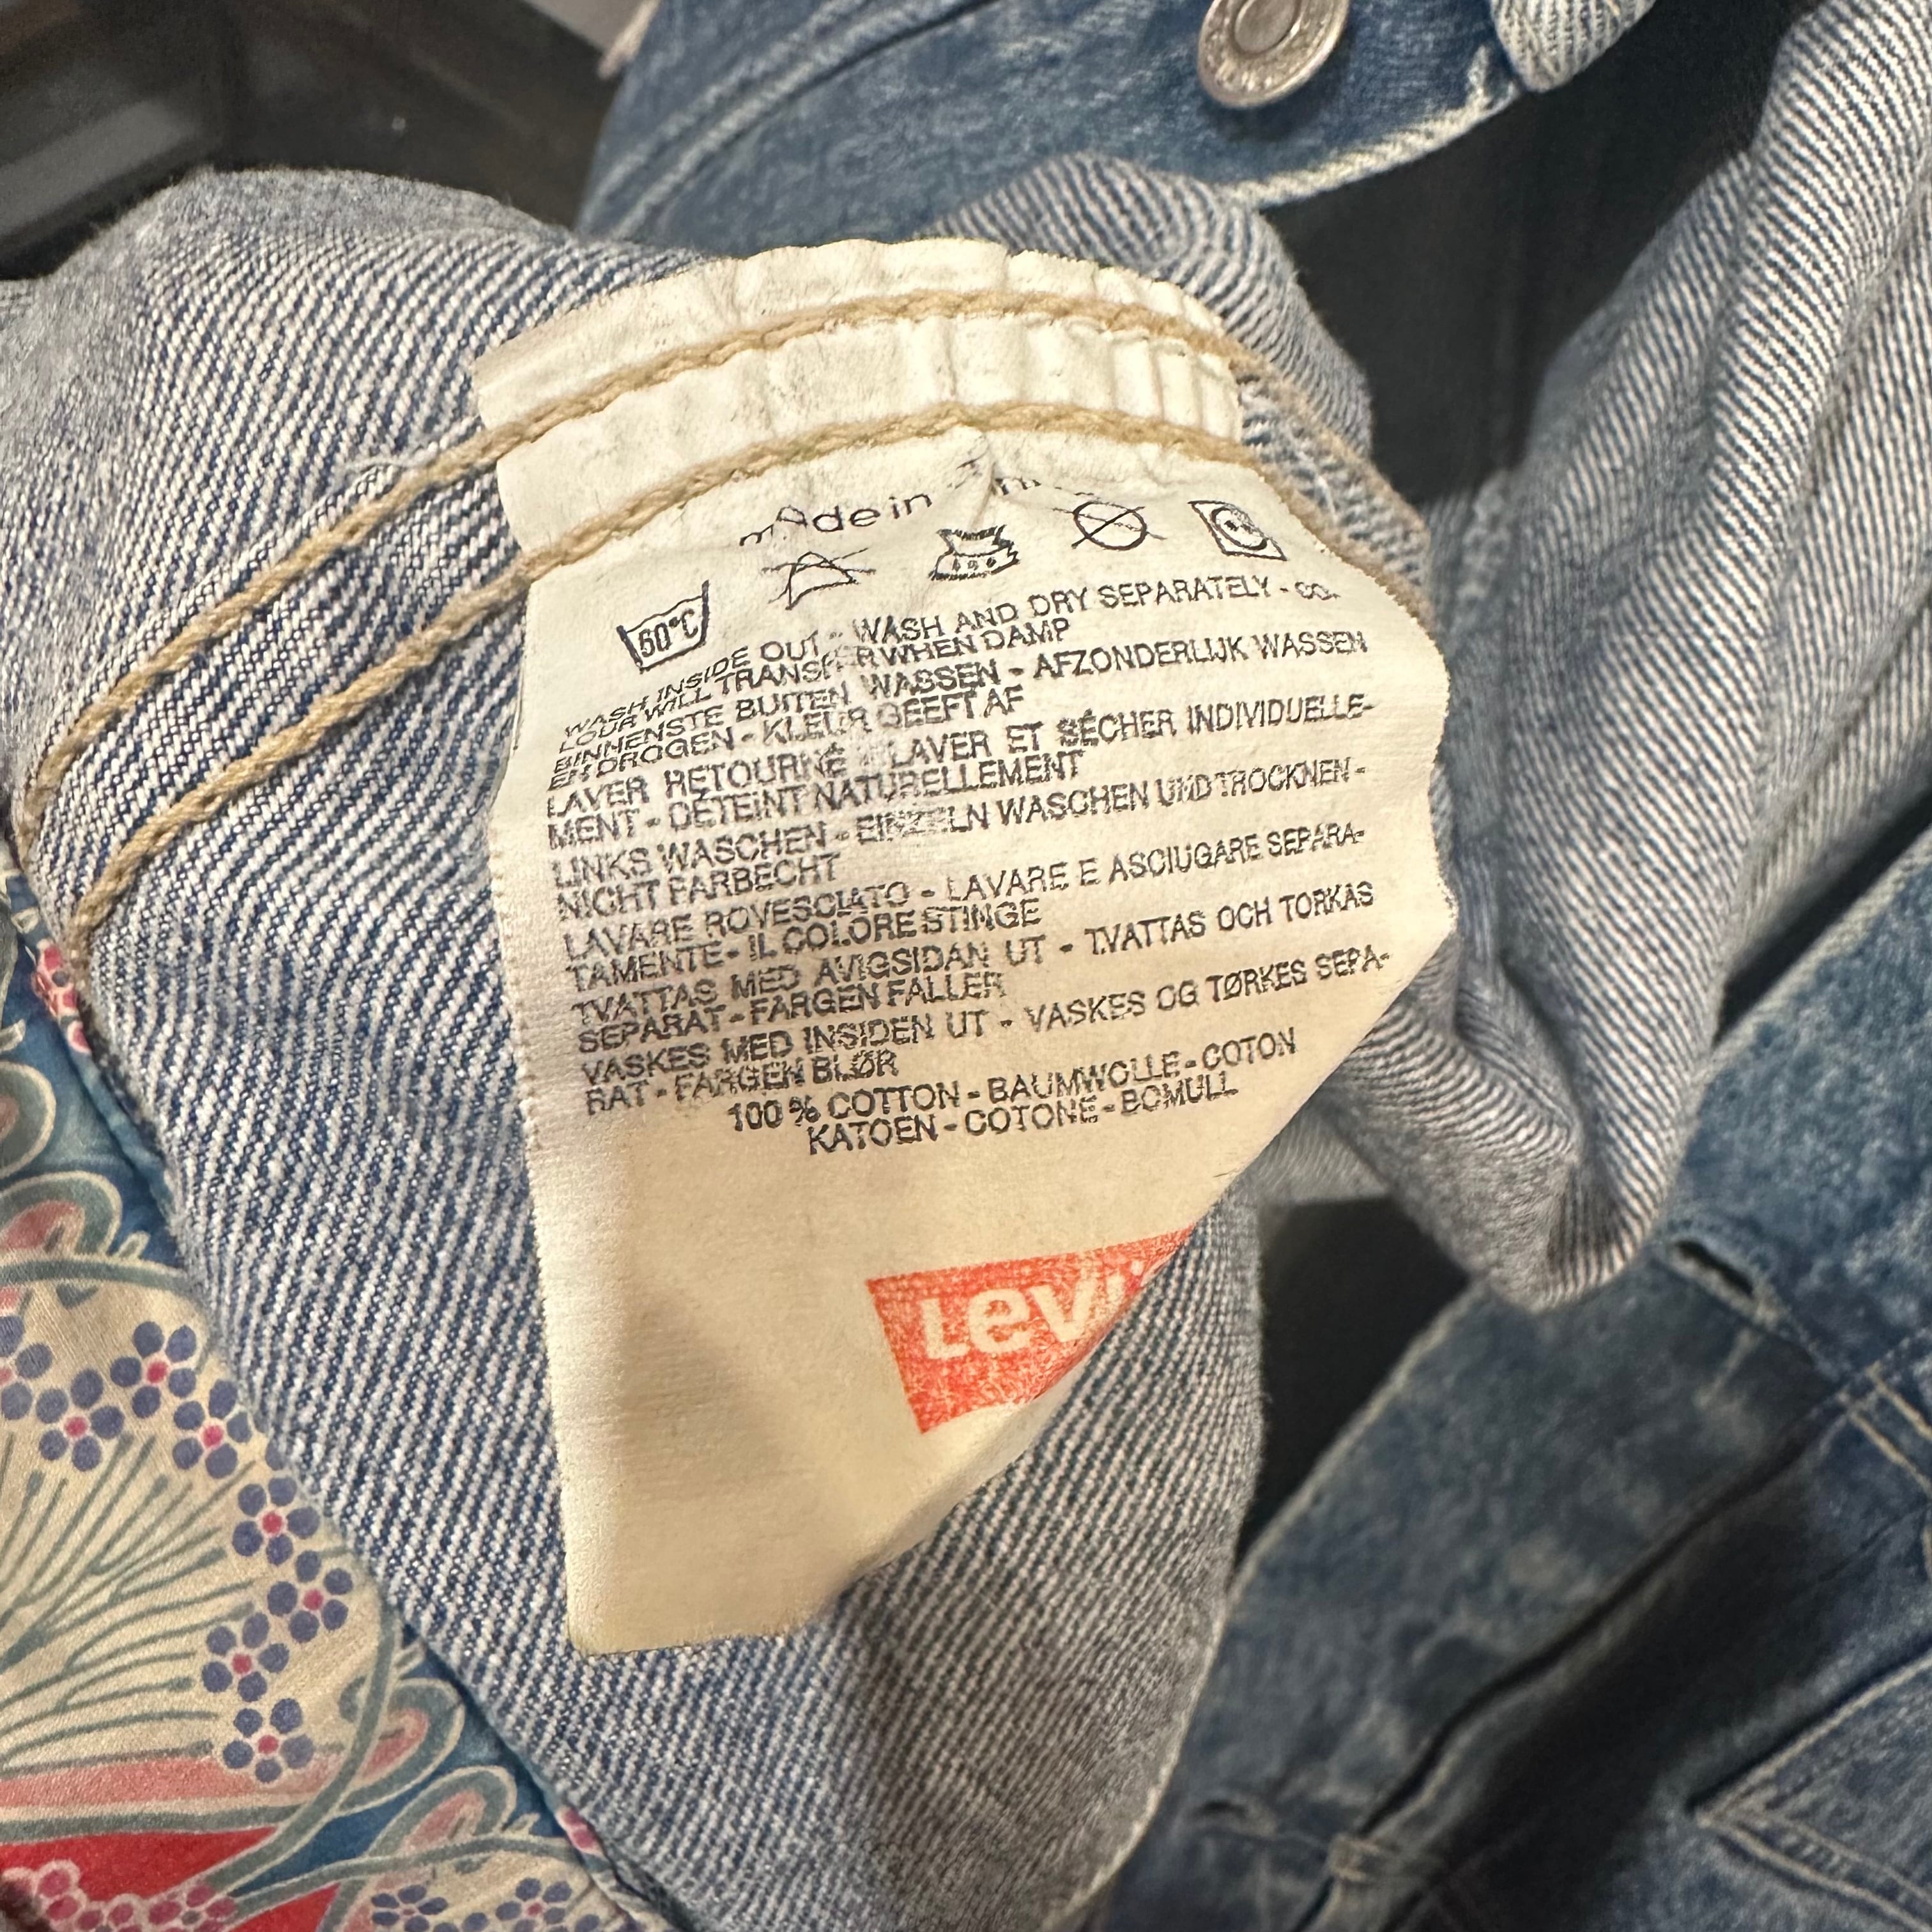 made in
60°C
WASH INSIDE OUT - WASH AND DRY SEPARATELY - CO-
LOUR WILL TRANSFER WHEN DAMP
BINNENSTE BUITEN WASSEN - AFZONDERLIJK WASSEN
EN DROGEN - KLEUR GEEFT AF
LAVER RETOURNÉ - LAVER ET SÉCHER INDIVIDUELLE-
MENT - DÉTEINT NATURELLEMENT
LINKS WASCHEN - EINZELN WASCHEN UND TROCKNEN -
NICHT FARBECHT
LAVARE ROVESCIATO - LAVARE E ASCIUGARE SEPARA-
TAMENTE - IL COLORE STINGE
TVATTAS MED AVIGSIDAN UT - TVATTAS OCH TORKAS
SEPARAT - FARGEN FALLER
VASKES MED INSIDEN UT - VASKES OG TØRKES SEPA-
RAT - FARGEN BLØR
100 % COTTON - BAUMWOLLE - COTON
KATOEN - COTONE - BOMULL
Levi's